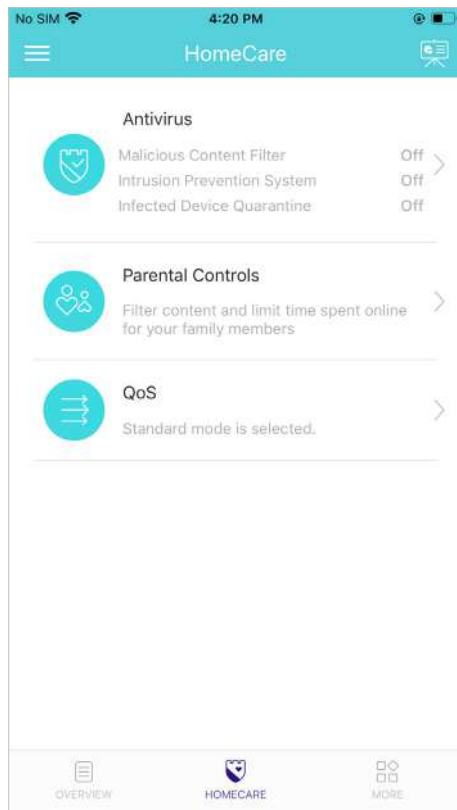 No SIM 4:20 PM
HomeCare
Antivirus
Malicious Content Filter Off
Intrusion Prevention System Off
Infected Device Quarantine Off
Parental Controls
Filter content and limit time spent online
for your family members
QoS
Standard mode is selected.
OVERVIEW HOMECARE MORE